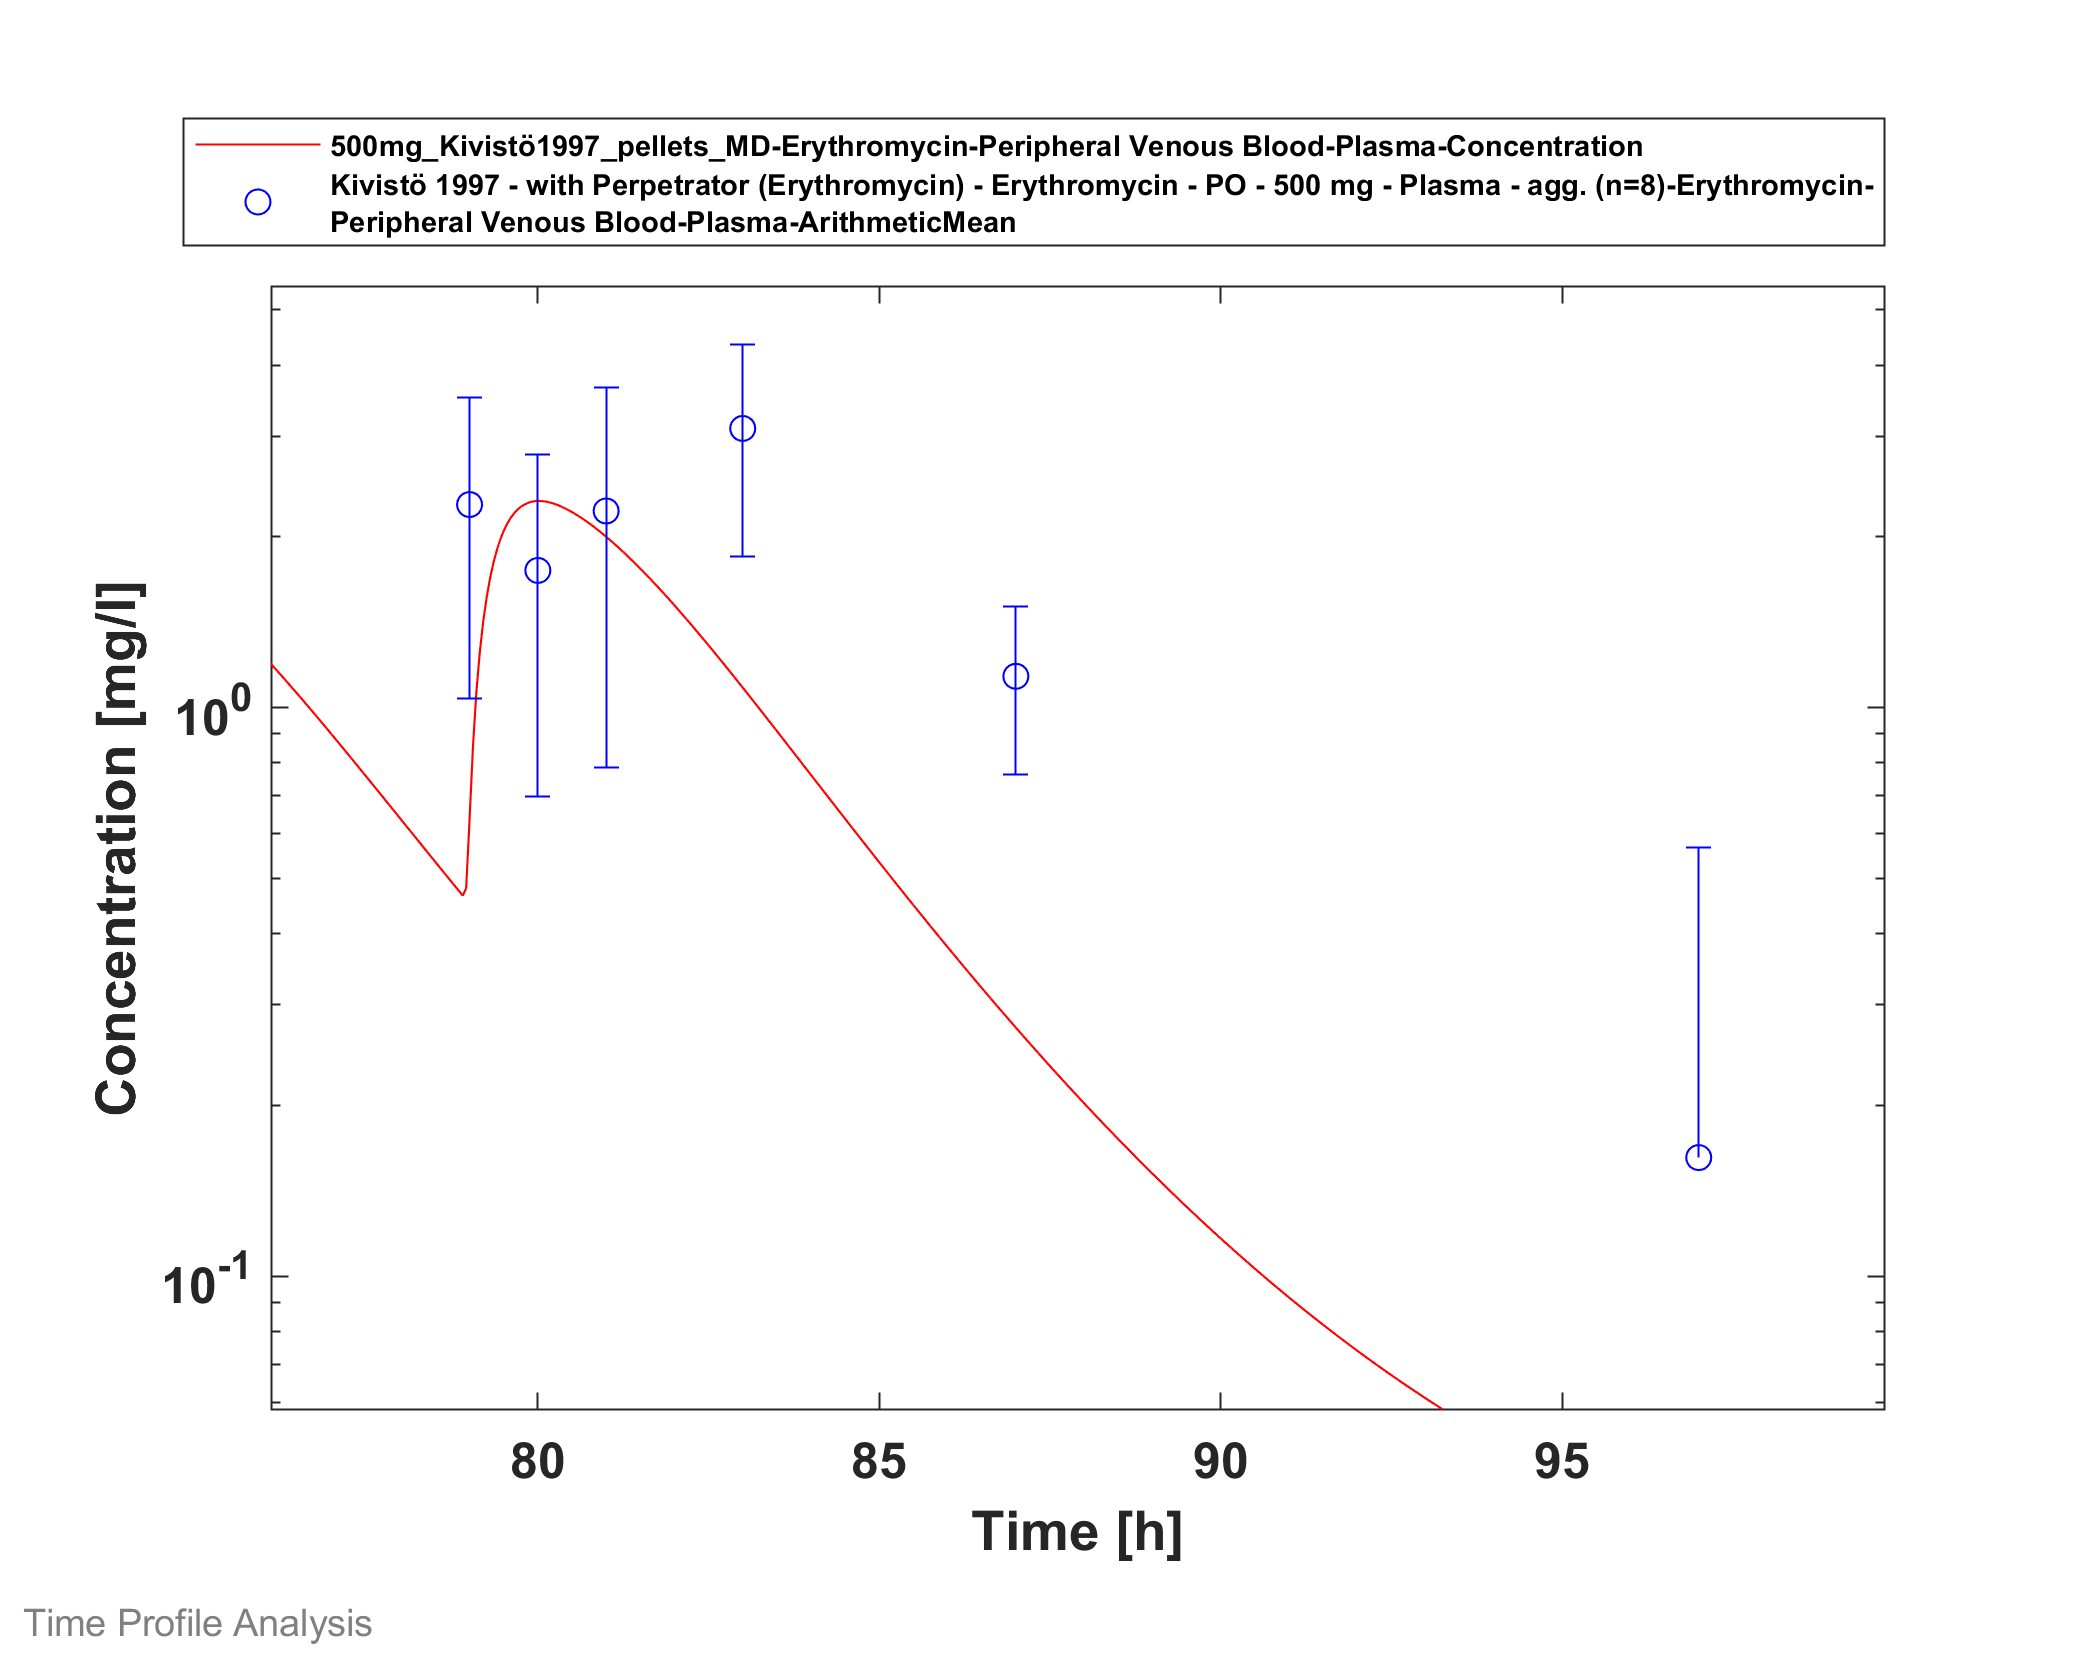 500mg_Kivistö1997_pellets_MD-Erythromycin-Peripheral Venous Blood-Plasma-Concentration
Kivistö 1997 - with Perpetrator (Erythromycin) - Erythromycin - PO - 500 mg - Plasma - agg. (n=8)-Erythromycin-
Peripheral Venous Blood-Plasma-ArithmeticMean
Concentration [mg/l]
10^0
10^-1
80 85 90 95
Time [h]
Time Profile Analysis